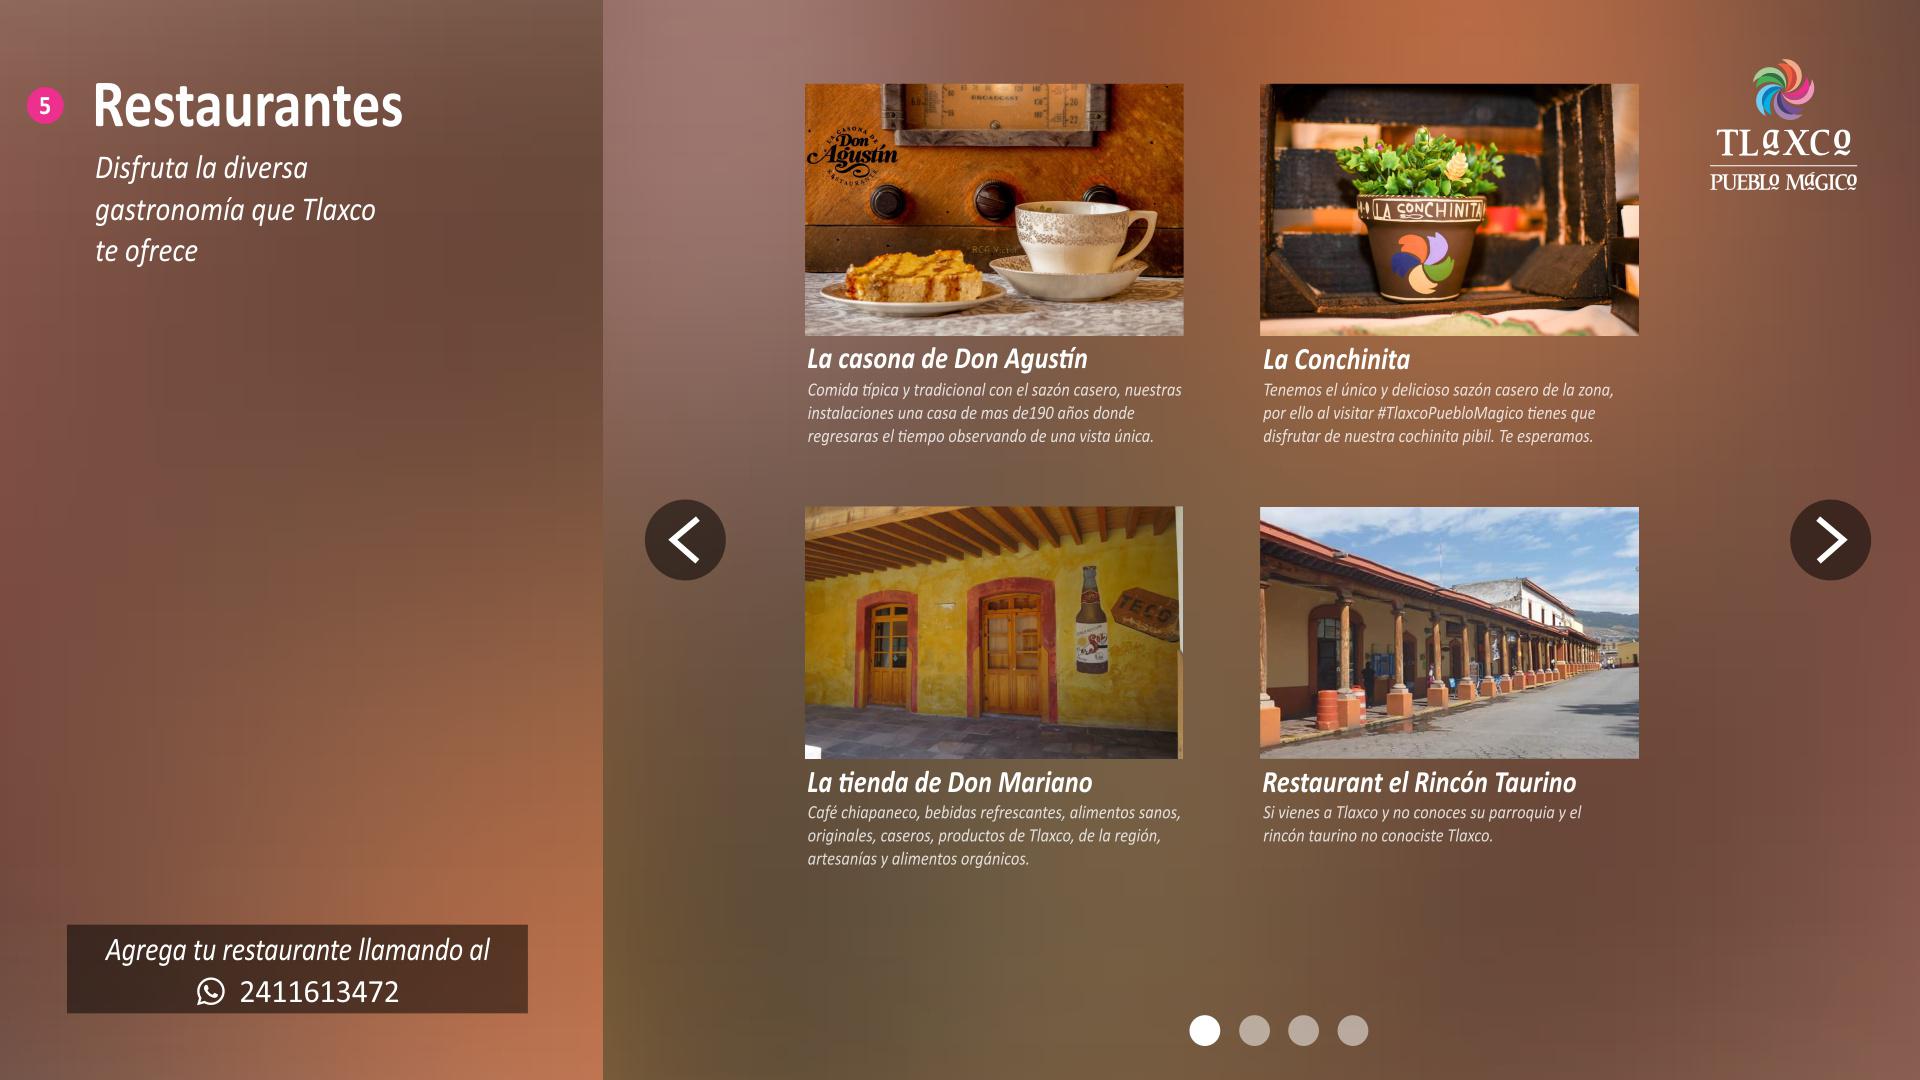 5
Restaurantes
Disfruta la diversa
gastronomía que Tlaxco
te ofrece
TLaXCo
PUEBLo MáGICo
BROADCAST
LA CASONA DE
Don
Agustín
RESTAURANTE
RCA Victor
La casona de Don Agustín
Comida típica y tradicional con el sazón casero, nuestras
instalaciones una casa de mas de190 años donde
regresaras el tiempo observando de una vista única.
LA CONCHINITA
La Conchinita
Tenemos el único y delicioso sazón casero de la zona,
por ello al visitar #TlaxcoPuebloMagico tienes que
disfrutar de nuestra cochinita pibil. Te esperamos.
TECO
Sol
La tienda de Don Mariano
Café chiapaneco, bebidas refrescantes, alimentos sanos,
originales, caseros, productos de Tlaxco, de la región,
artesanías y alimentos orgánicos.
Restaurant el Rincón Taurino
Si vienes a Tlaxco y no conoces su parroquia y el
rincón taurino no conociste Tlaxco.
Agrega tu restaurante llamando al
2411613472